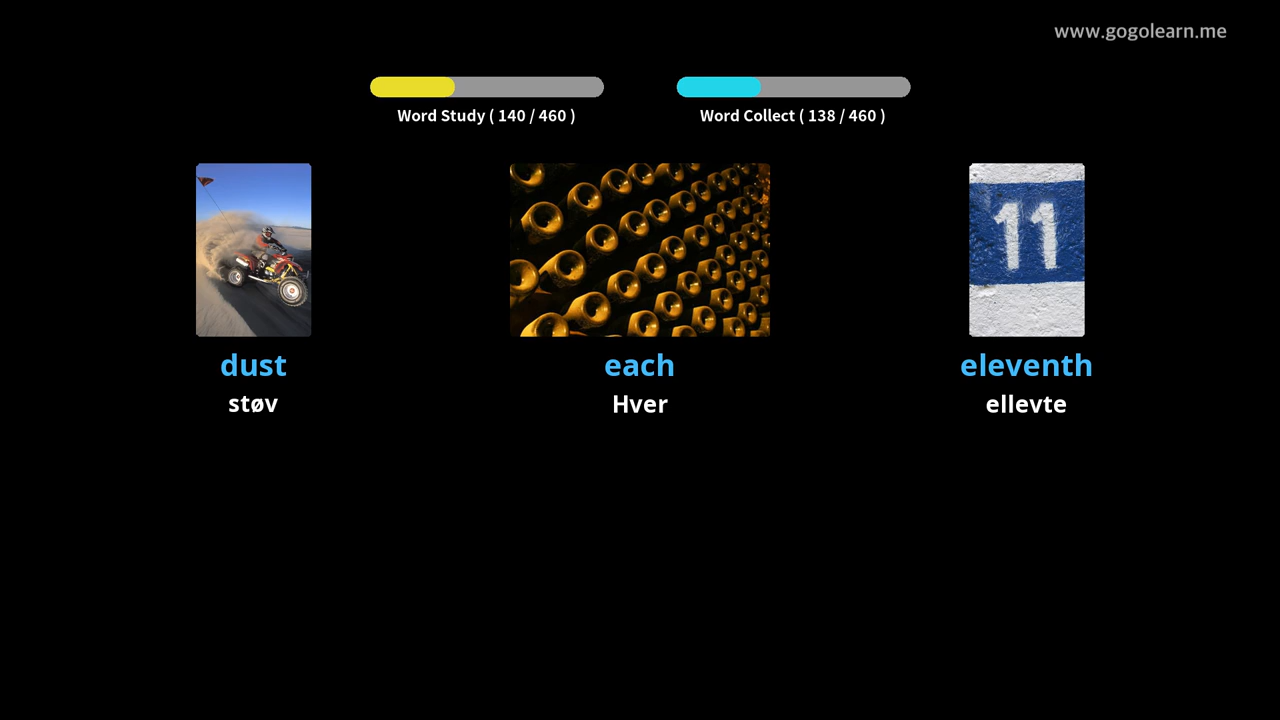 www.gogolearn.me
Word Study ( 140 / 460 )
Word Collect ( 138 / 460 )
11
dust
each
eleventh
støv
Hver
ellevte